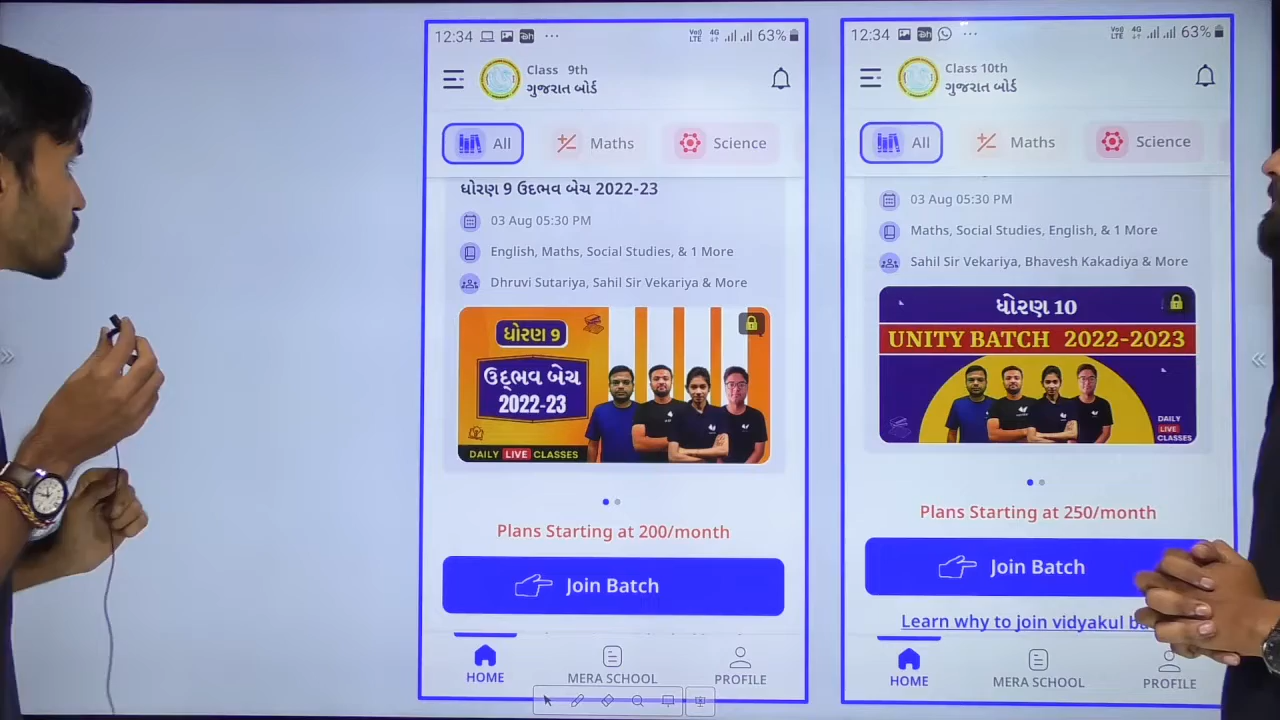 12:34
63%
Class 9th
ગુજરાત બોર્ડ
All
Maths
Science
ધોરણ 9 ઉદભવ બેચ 2022-23
03 Aug 05:30 PM
English, Maths, Social Studies, & 1 More
Dhruvi Sutariya, Sahil Sir Vekariya & More
ધોરણ 9
ઉદ્ભવ બેચ
2022-23
DAILY LIVE CLASSES
Plans Starting at 200/month
Join Batch
HOME
MERA SCHOOL
PROFILE
12:34
63%
Class 10th
ગુજરાત બોર્ડ
All
Maths
Science
03 Aug 05:30 PM
Maths, Social Studies, English, & 1 More
Sahil Sir Vekariya, Bhavesh Kakadiya & More
ધોરણ 10
UNITY BATCH 2022-2023
DAILY
LIVE
CLASSES
Plans Starting at 250/month
Join Batch
Learn why to join vidyakul
HOME
MERA SCHOOL
PROFILE